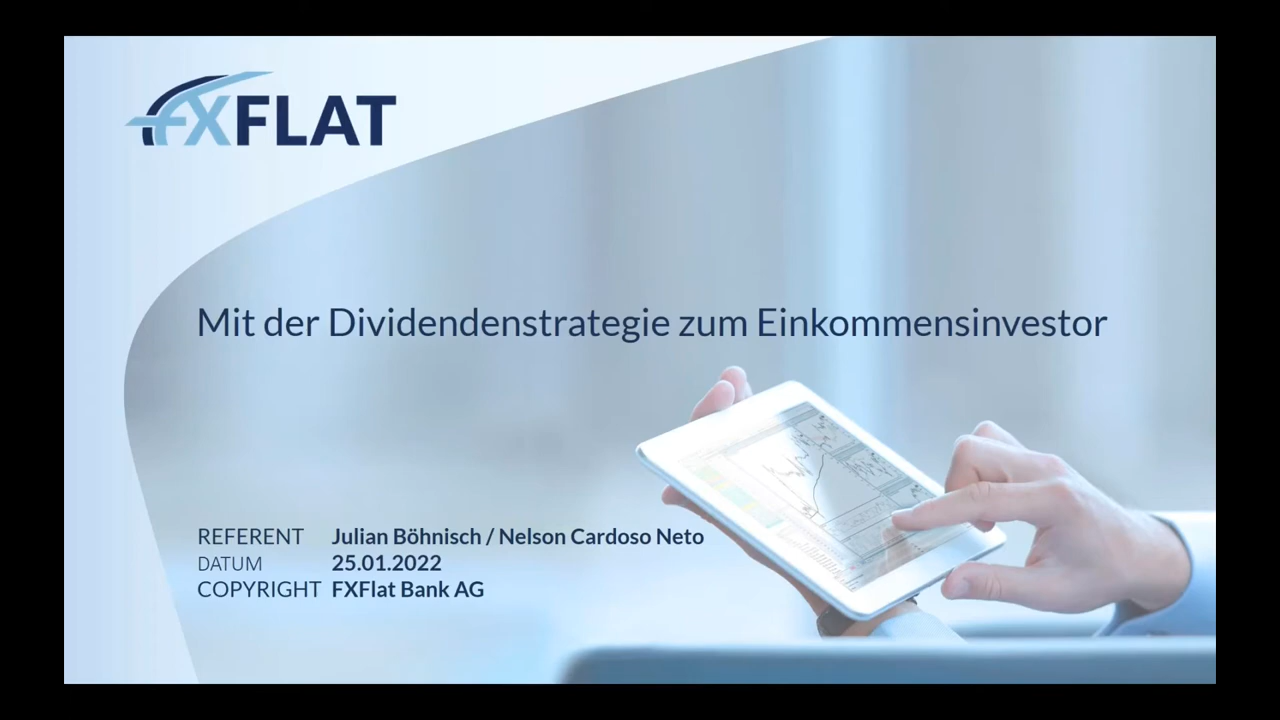 FXFLAT
Mit der Dividendenstrategie zum Einkommensinvestor
REFERENT Julian Böhnisch / Nelson Cardoso Neto
DATUM 25.01.2022
COPYRIGHT FXFlat Bank AG